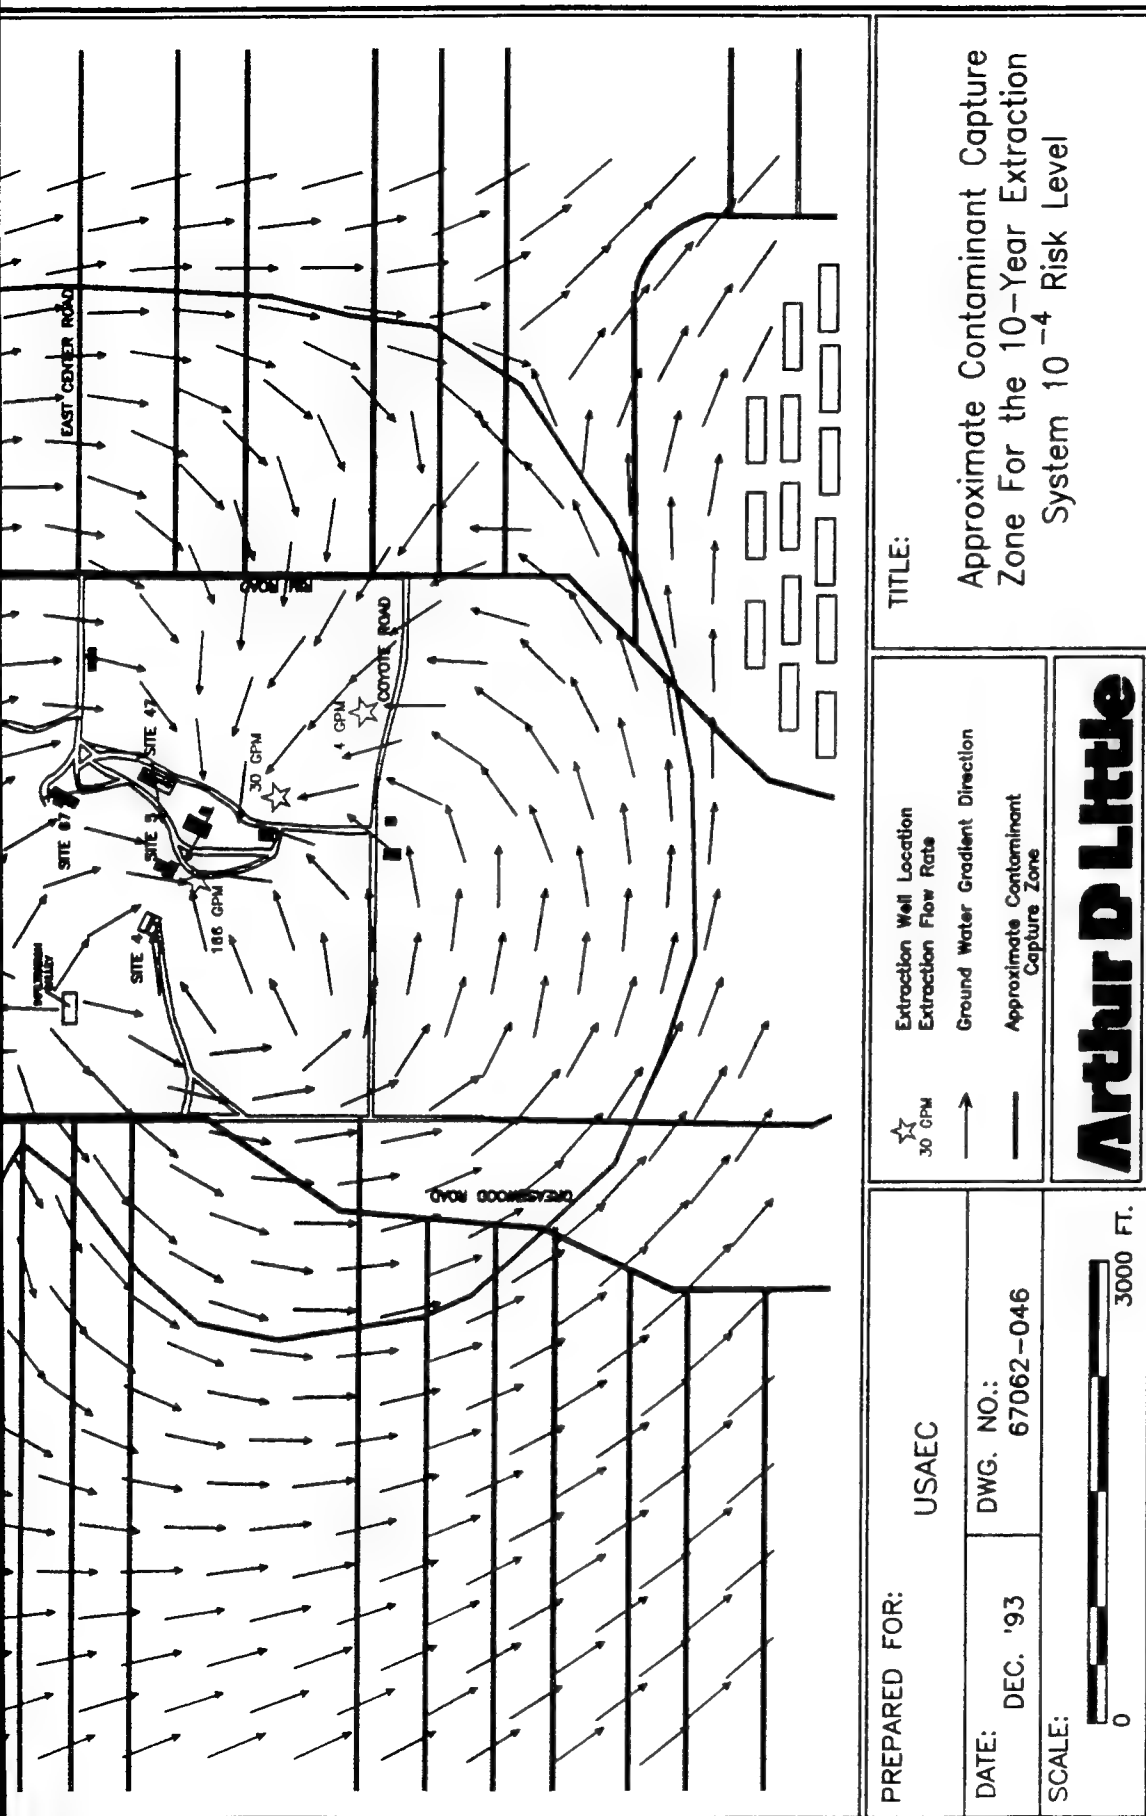 EAST CENTER ROAD
RIM ROAD
COYOTE ROAD
4 GPM
30 GPM
SITE 47
SITE 67
SITE 5
166 GPM
SITE 4
GREASEWOOD ROAD
PREPARED FOR:
USAEC
DATE:
DEC. '93
DWG. NO.:
67062-046
SCALE:
0
3000 FT.
30 GPM
Extraction Well Location
Extraction Flow Rate
Ground Water Gradient Direction
Approximate Contaminant
Capture Zone
Arthur D Little
TITLE:
Approximate Contaminant Capture
Zone For the 10-Year Extraction
System 10⁻⁴ Risk Level